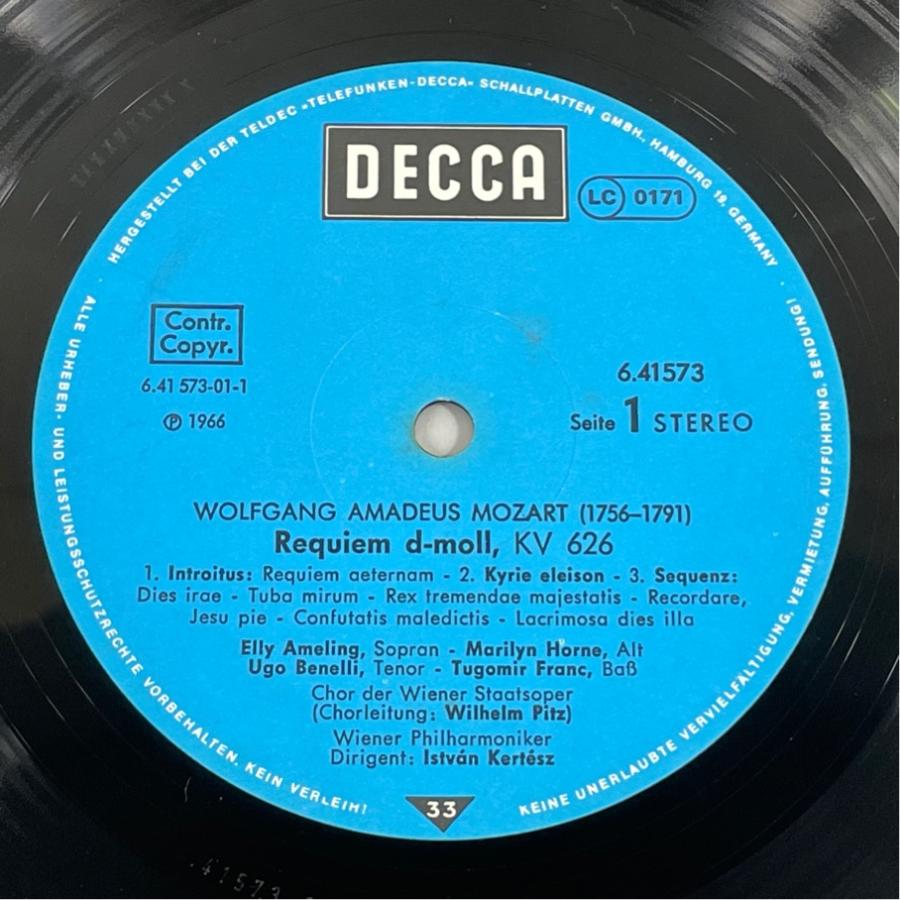 HERGESTELLT BEI DER TELDEC »TELEFUNKEN-DECCA« SCHALLPLATTEN GMBH., HAMBURG 19, GERMANY
DECCA
LC 0171
Contr.
Copyr.
6.41 573-01-1
Ⓟ 1966
6.41573
Seite 1 STEREO
WOLFGANG AMADEUS MOZART (1756–1791)
Requiem d-moll, KV 626
1. Introitus: Requiem aeternam - 2. Kyrie eleison - 3. Sequenz:
Dies irae - Tuba mirum - Rex tremendae majestatis - Recordare,
Jesu pie - Confutatis maledictis - Lacrimosa dies illa
Elly Ameling, Sopran - Marilyn Horne, Alt
Ugo Benelli, Tenor - Tugomir Franc, Baß
Chor der Wiener Staatsoper
(Chorleitung: Wilhelm Pitz)
Wiener Philharmoniker
Dirigent: István Kertész
33
ALLE URHEBER- UND LEISTUNGSSCHUTZRECHTE VORBEHALTEN. KEIN VERLEIH!
KEINE UNERLAUBTE VERVIELFÄLTIGUNG, VERMIETUNG, AUFFÜHRUNG, SENDUNG!
.41573